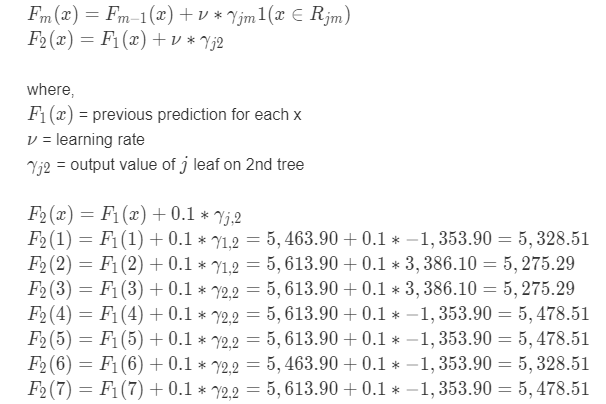 F_m(x) = F_{m−1}(x) + ν ∗ γ_{jm}1(x ∈ R_{jm})
F_2(x) = F_1(x) + ν ∗ γ_{j2}
where,
F_1(x) = previous prediction for each x
ν = learning rate
γ_{j2} = output value of j leaf on 2nd tree
F_2(x) = F_1(x) + 0.1 ∗ γ_{j,2}
F_2(1) = F_1(1) + 0.1 ∗ γ_{1,2} = 5,463.90 + 0.1 ∗ −1,353.90 = 5,328.51
F_2(2) = F_1(2) + 0.1 ∗ γ_{1,2} = 5,613.90 + 0.1 ∗ 3,386.10 = 5,275.29
F_2(3) = F_1(3) + 0.1 ∗ γ_{2,2} = 5,613.90 + 0.1 ∗ 3,386.10 = 5,275.29
F_2(4) = F_1(4) + 0.1 ∗ γ_{2,2} = 5,613.90 + 0.1 ∗ −1,353.90 = 5,478.51
F_2(5) = F_1(5) + 0.1 ∗ γ_{2,2} = 5,613.90 + 0.1 ∗ −1,353.90 = 5,478.51
F_2(6) = F_1(6) + 0.1 ∗ γ_{2,2} = 5,463.90 + 0.1 ∗ −1,353.90 = 5,328.51
F_2(7) = F_1(7) + 0.1 ∗ γ_{2,2} = 5,613.90 + 0.1 ∗ −1,353.90 = 5,478.51